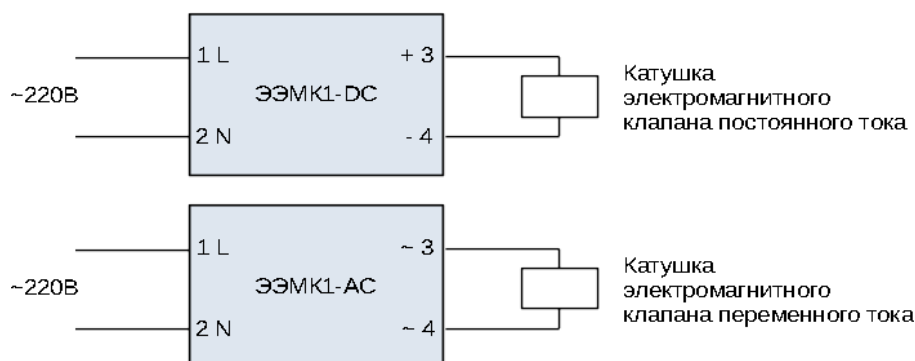 1 L
+ 3
~220В
ЭЭМК1-DC
2 N
- 4
Катушка
электромагнитного
клапана постоянного тока
1 L
~ 3
~220В
ЭЭМК1-AC
2 N
~ 4
Катушка
электромагнитного
клапана переменного тока